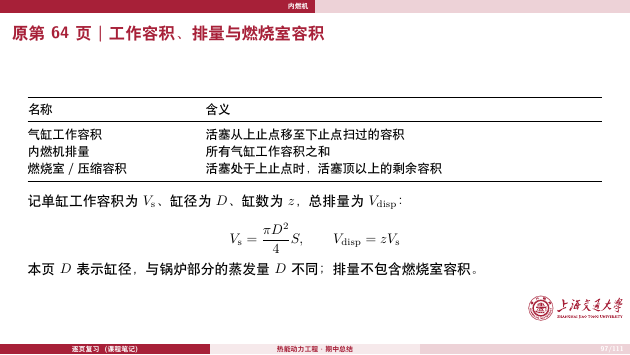 内燃机
原第 64 页 | 工作容积、排量与燃烧室容积
名称 含义
气缸工作容积 活塞从上止点移至下止点扫过的容积
内燃机排量 所有气缸工作容积之和
燃烧室 / 压缩容积 活塞处于上止点时，活塞顶以上的剩余容积
记单缸工作容积为 Vs、缸径为 D、缸数为 z，总排量为 Vdisp：
Vs = πD²/4 S, Vdisp = zVs
本页 D 表示缸径，与锅炉部分的蒸发量 D 不同；排量不包含燃烧室容积。
上海交通大学
SHANGHAI JIAO TONG UNIVERSITY
逐页复习（课程笔记） 热能动力工程 · 期中总结 67/111